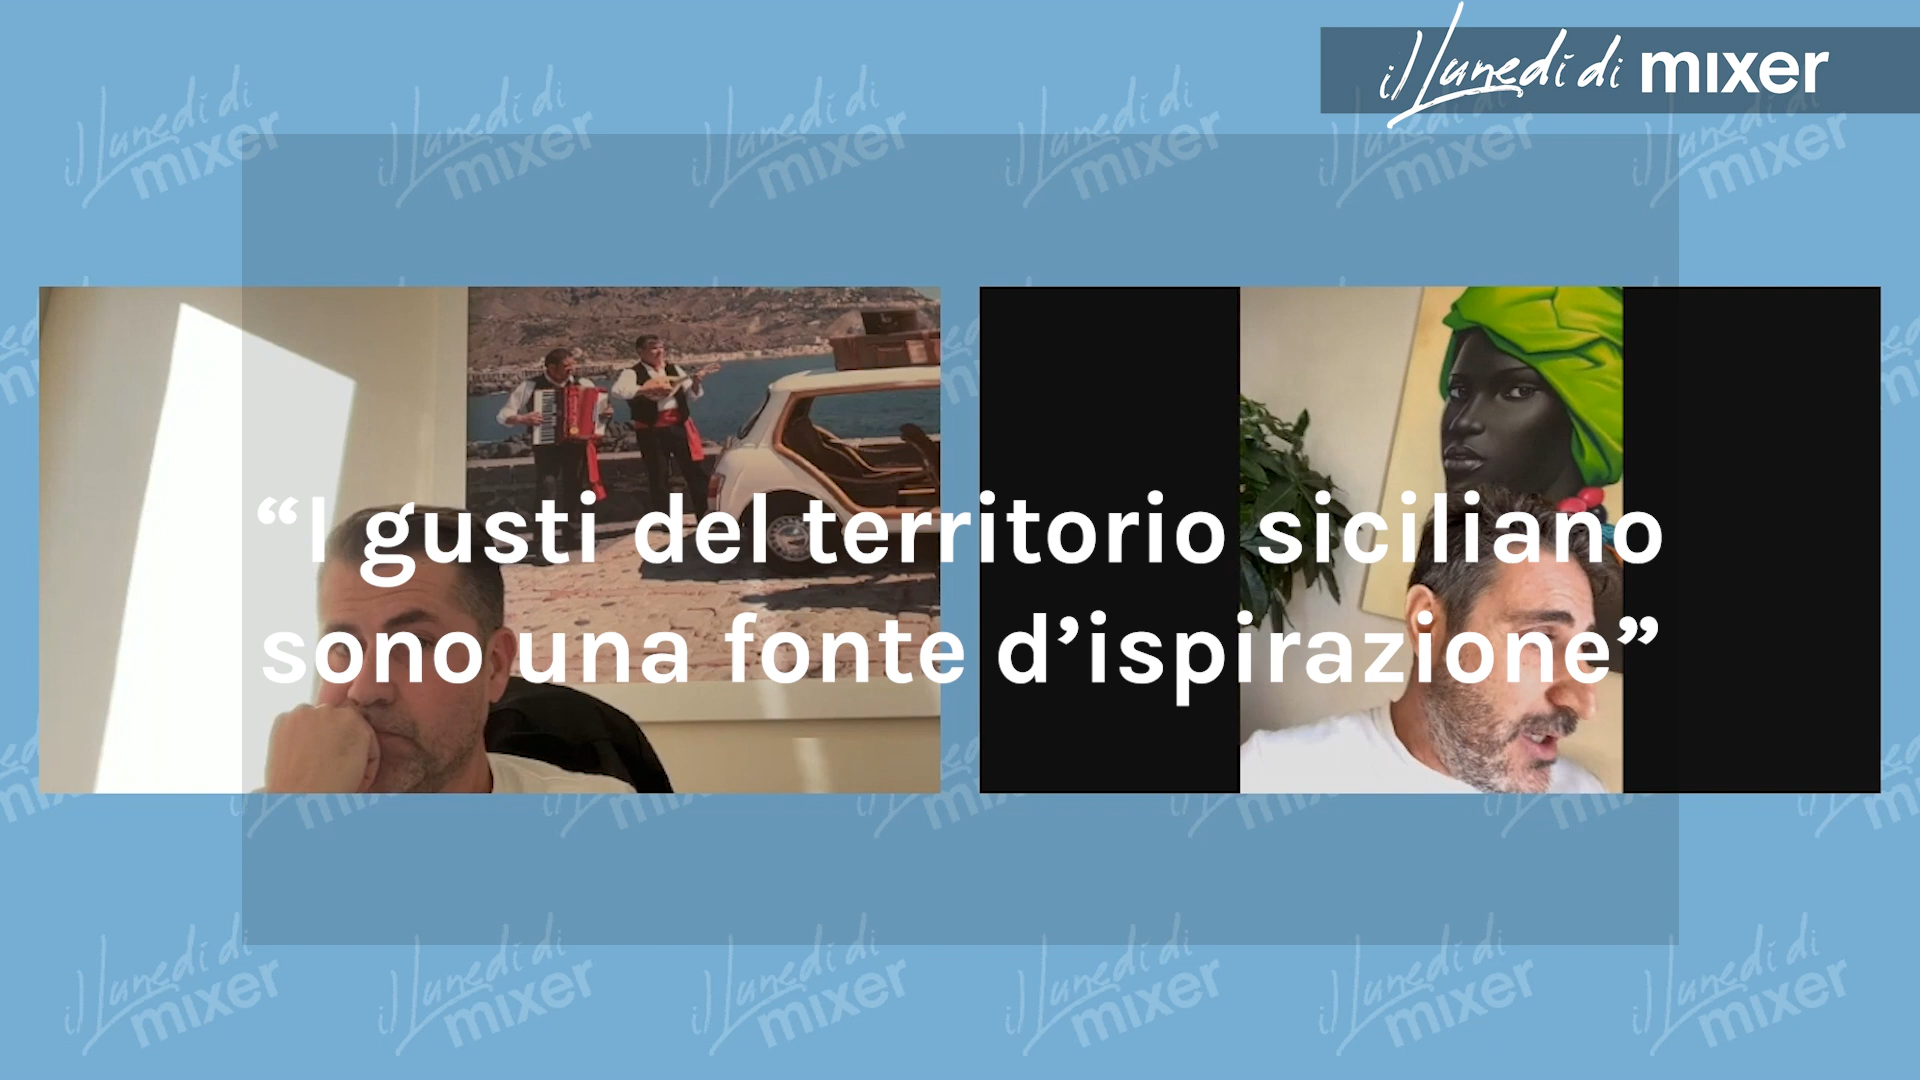 il lunedì di mixer
“I gusti del territorio siciliano
sono una fonte d’ispirazione”